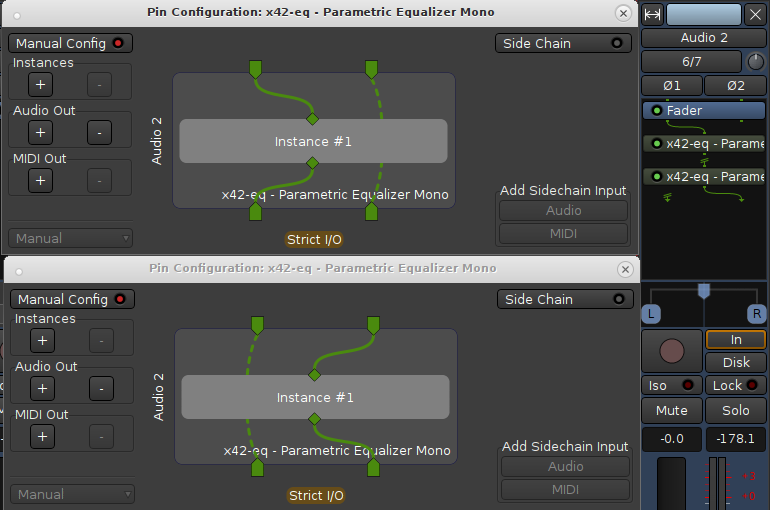 Pin Configuration: x42-eq - Parametric Equalizer Mono
Manual Config
Side Chain
Instances
+ -
Audio Out
+ -
MIDI Out
+ -
Manual
Audio 2
Instance #1
x42-eq - Parametric Equalizer Mono
Strict I/O
Add Sidechain Input
Audio
MIDI
Pin Configuration: x42-eq - Parametric Equalizer Mono
Manual Config
Side Chain
Instances
+ -
Audio Out
+ -
MIDI Out
+ -
Manual
Audio 2
Instance #1
x42-eq - Parametric Equalizer Mono
Strict I/O
Add Sidechain Input
Audio
MIDI
Audio 2
6/7
Ø1 Ø2
Fader
x42-eq - Parame
x42-eq - Parame
L R
In
Disk
Iso Lock
Mute Solo
-0.0 -178.1
+3
+0